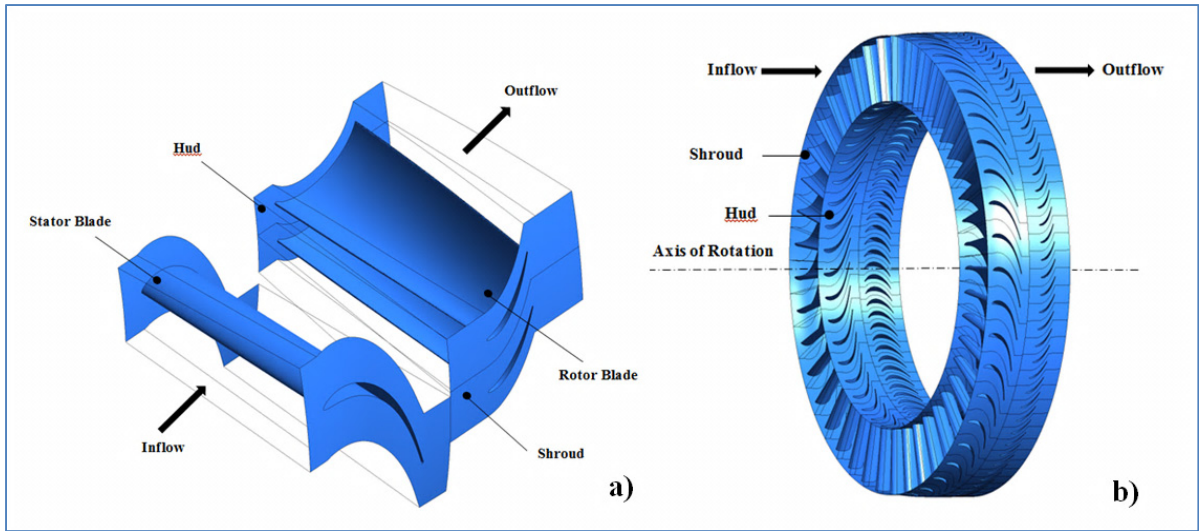 Outflow
Hud
Stator Blade
Rotor Blade
Inflow
Shroud
a)
Inflow
Outflow
Shroud
Hud
Axis of Rotation
b)